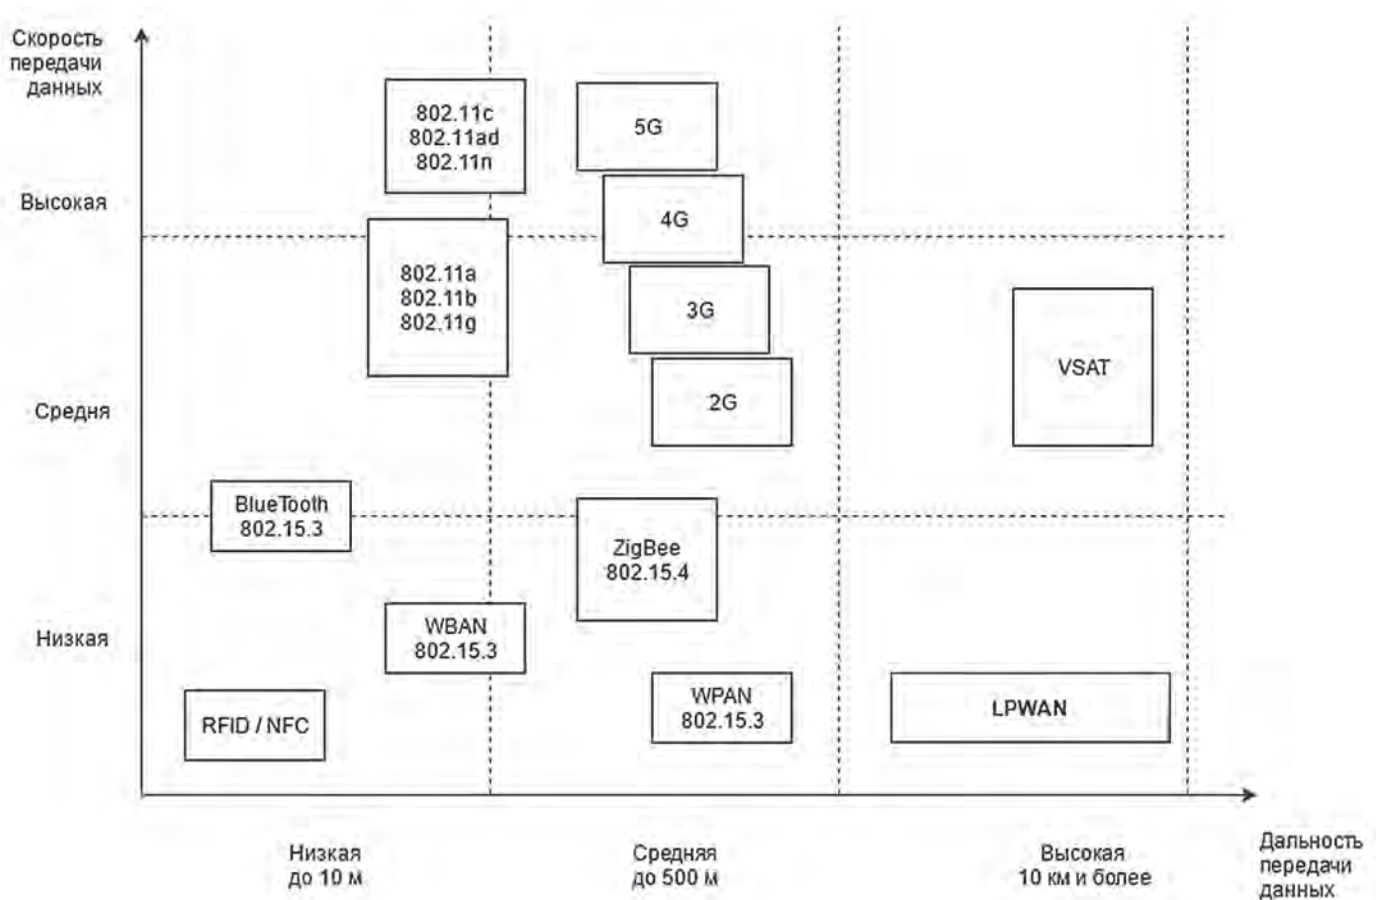 Скорость
передачи
данных
802.11c
802.11ad
802.11n
5G
Высокая
4G
802.11a
802.11b
802.11g
3G
VSAT
2G
Средня
BlueTooth
802.15.3
ZigBee
802.15.4
Низкая
WBAN
802.15.3
RFID / NFC
WPAN
802.15.3
LPWAN
Низкая
до 10 м
Средняя
до 500 м
Высокая
10 км и более
Дальность
передачи
данных